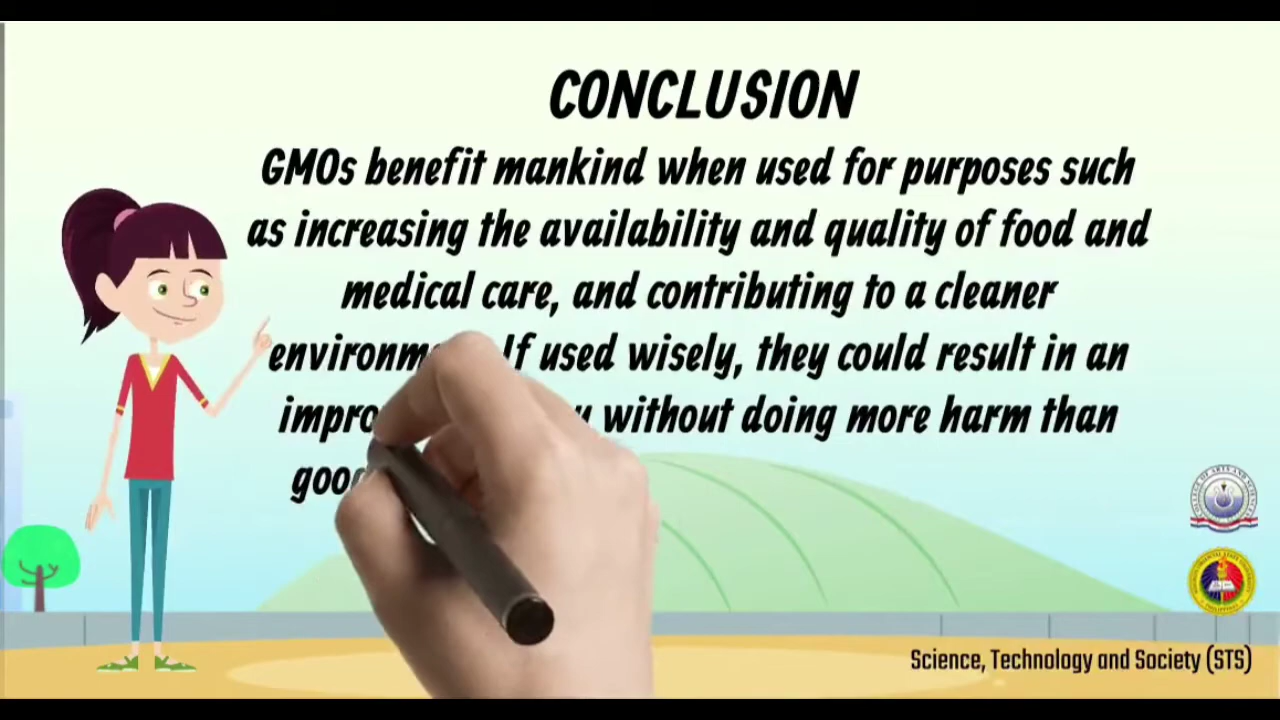 CONCLUSION
GMOs benefit mankind when used for purposes such
as increasing the availability and quality of food and
medical care, and contributing to a cleaner
If used wisely, they could result in an
without doing more harm than
Science, Technology and Society (STS)